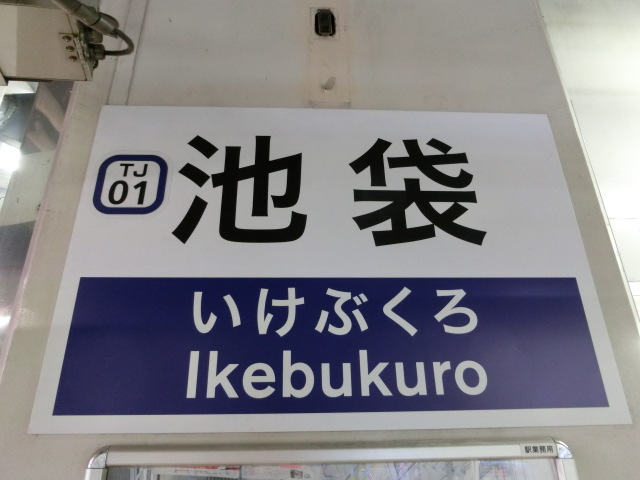 TJ
01
池袋
いけぶくろ
Ikebukuro
駅業務用